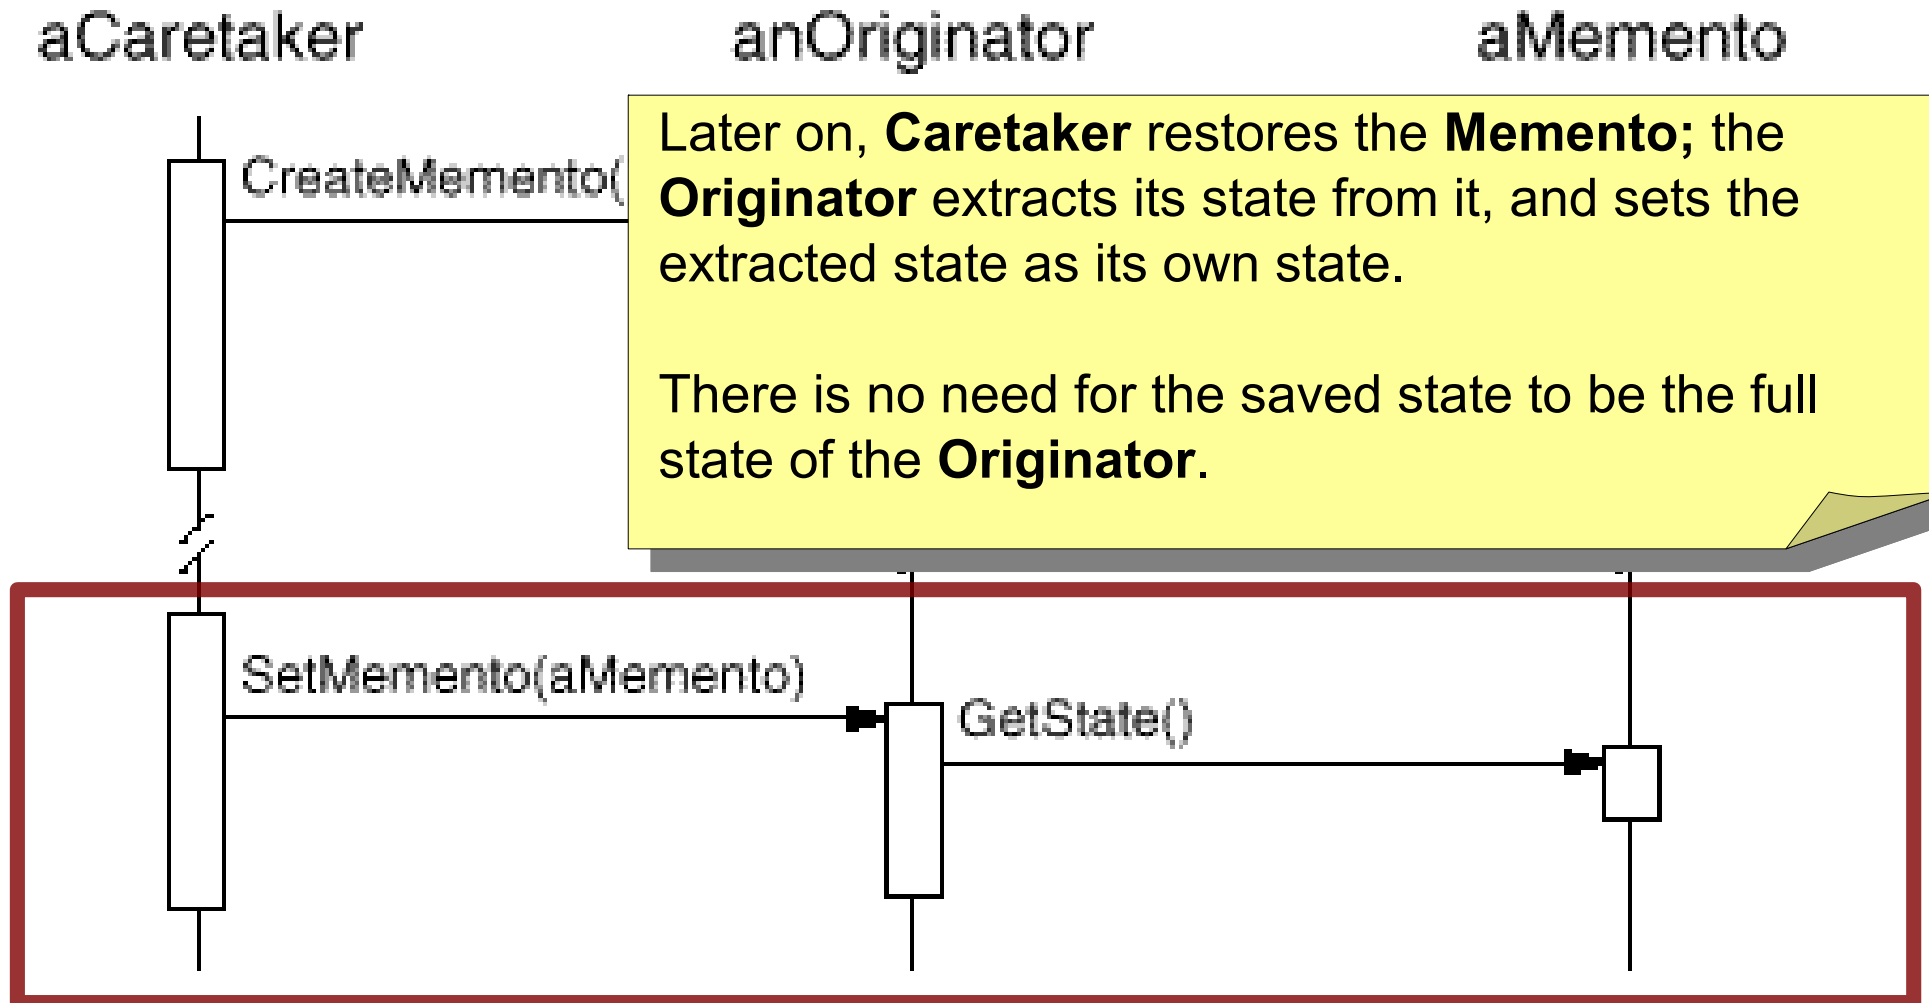 aCaretaker anOriginator aMemento
CreateMemento(
Later on, Caretaker restores the Memento; the
Originator extracts its state from it, and sets the
extracted state as its own state.
There is no need for the saved state to be the full
state of the Originator.
SetMemento(aMemento)
GetState()